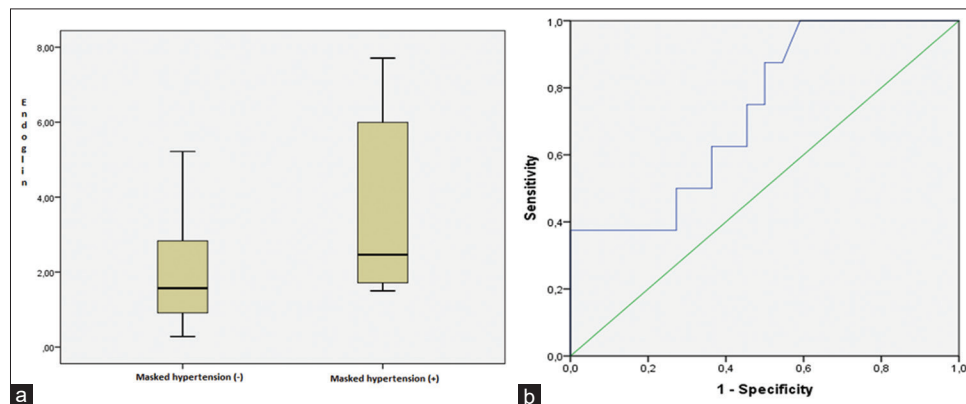 8,00
6,00
4,00
2,00
,00
Endoglin
Masked hypertension (-)
Masked hypertension (+)
a
1,0
0,8
0,6
0,4
0,2
0,0
Sensitivity
0,0 0,2 0,4 0,6 0,8 1,0
1 - Specificity
b